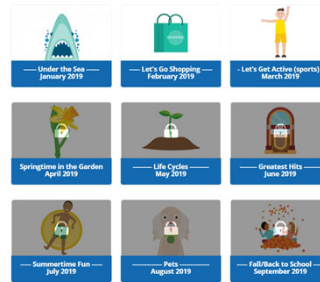 Under the Sea
January 2019
Let's Go Shopping
February 2019
- Let's Get Active (sports)
March 2019
Springtime in the Garden
April 2019
Life Cycles
May 2019
Greatest Hits
June 2019
Summertime Fun
July 2019
Pets
August 2019
Fall/Back to School
September 2019